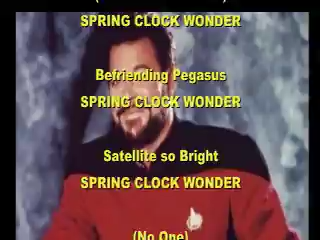 SPRING CLOCK WONDER
Befriending Pegasus
SPRING CLOCK WONDER
Satellite so Bright
SPRING CLOCK WONDER
(No One)